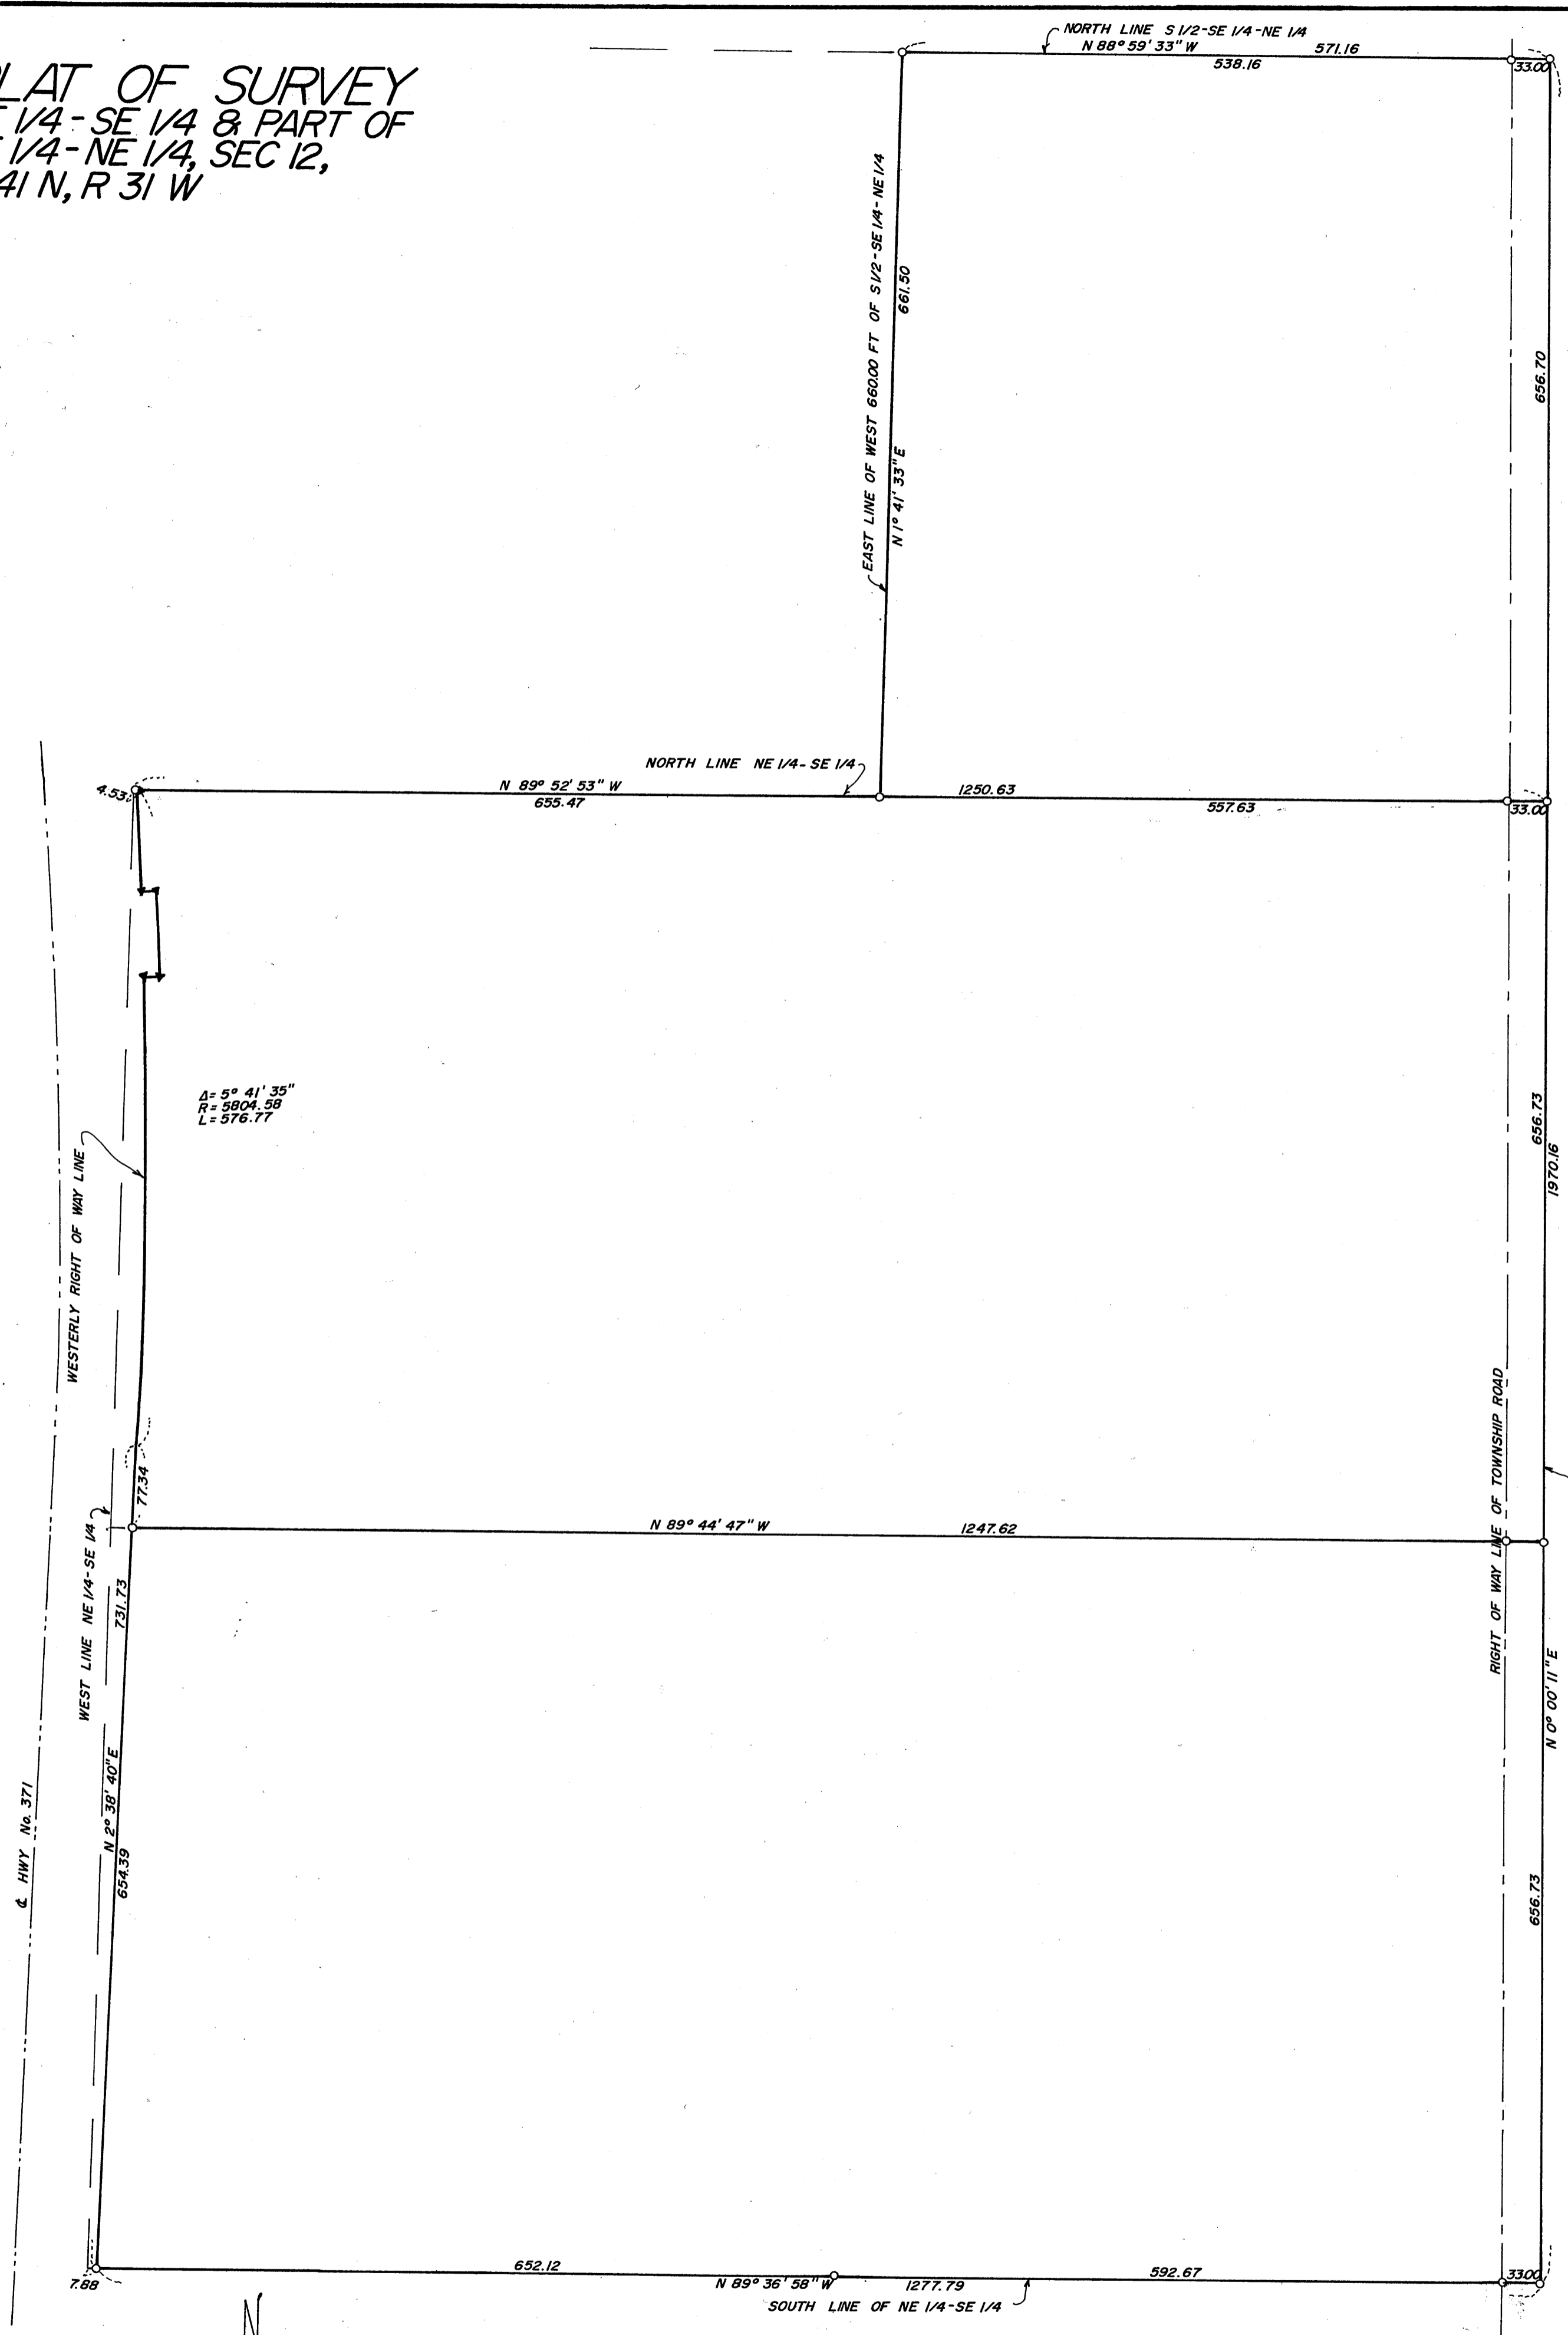 LAT OF SURVEY
1/4-SE 1/4 & PART OF
1/4-NE 1/4, SEC 12,
41 N, R 31 W
NORTH LINE S 1/2-SE 1/4-NE 1/4
N 88° 59' 33" W 571.16
538.16
33.00
EAST LINE OF WEST 660.00 FT OF S 1/2-SE 1/4-NE 1/4
661.50
N 1° 41' 33" E
656.70
NORTH LINE NE 1/4-SE 1/4
4.53
N 89° 52' 53" W
655.47
1250.63
557.63
33.00
Δ= 5° 41' 35"
R= 5804.58
L= 576.77
WESTERLY RIGHT OF WAY LINE
656.73
1970.16
RIGHT OF WAY LINE OF TOWNSHIP ROAD
77.34
WEST LINE NE 1/4-SE 1/4
N 89° 44' 47" W
1247.62
731.73
N 2° 38' 40" E
654.39
℄ HWY No. 371
N 0° 00' 11" E
656.73
7.88
652.12
N 89° 36' 58" W
1277.79
592.67
33.00
SOUTH LINE OF NE 1/4-SE 1/4
N